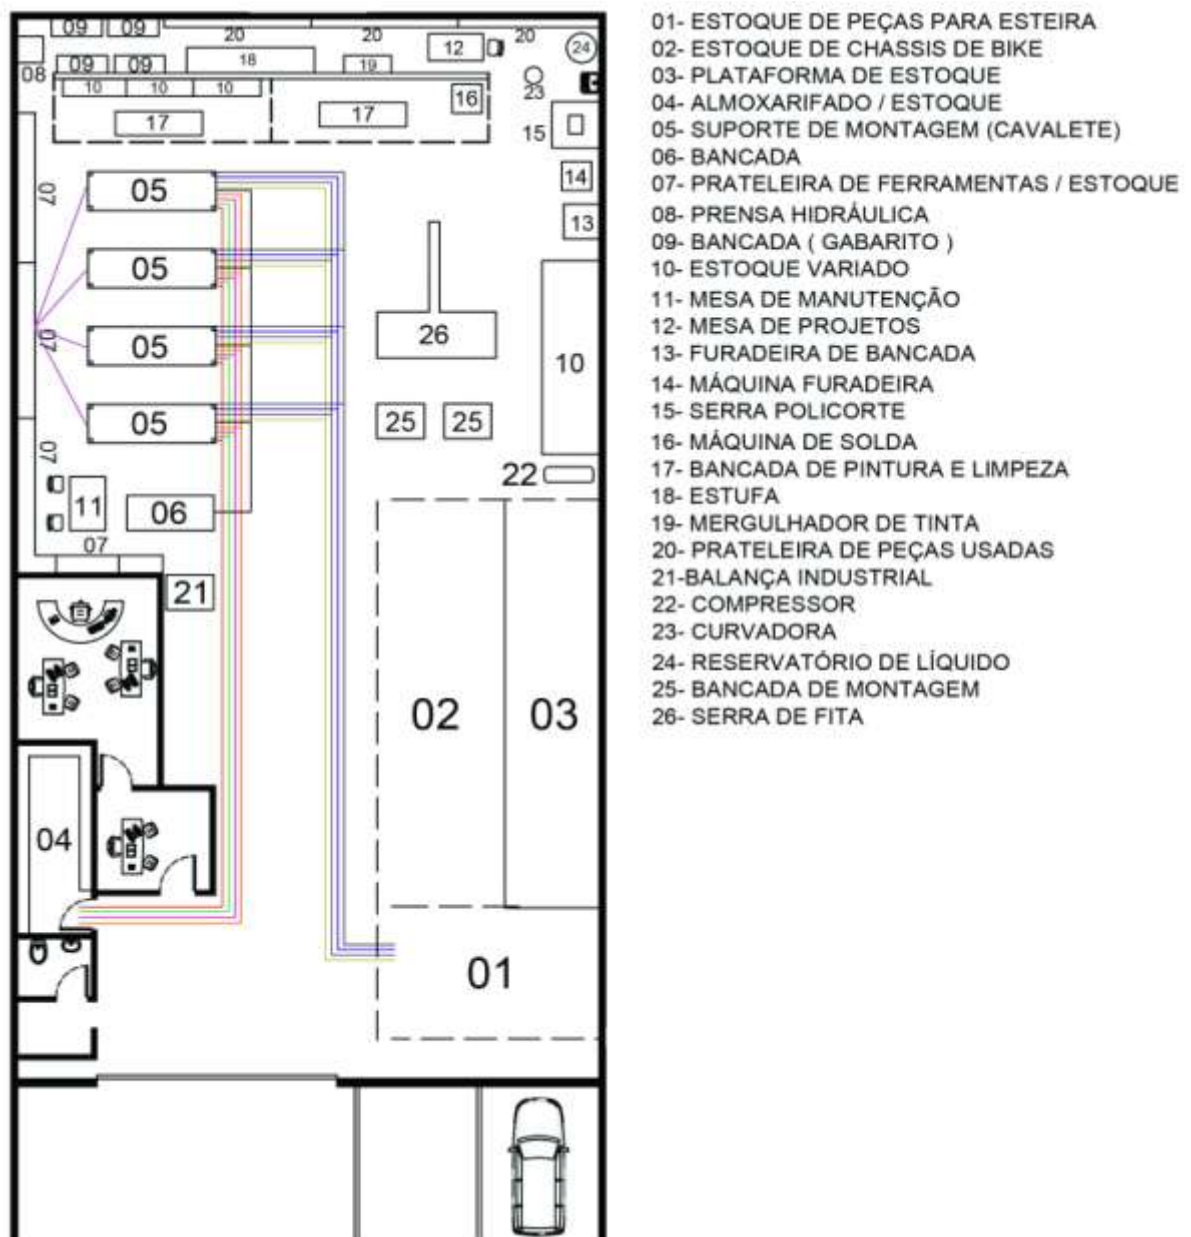 09 09 20 20 20
12 24
08 09 09 18 19
10 10 10 16 23
17 17 15
05 14
07 13
05
05 26 10
07
05 25 25
07 22
11 06
07
21
02 03
04
01
01- ESTOQUE DE PEÇAS PARA ESTEIRA
02- ESTOQUE DE CHASSIS DE BIKE
03- PLATAFORMA DE ESTOQUE
04- ALMOXARIFADO / ESTOQUE
05- SUPORTE DE MONTAGEM (CAVALETE)
06- BANCADA
07- PRATELEIRA DE FERRAMENTAS / ESTOQUE
08- PRENSA HIDRÁULICA
09- BANCADA ( GABARITO )
10- ESTOQUE VARIADO
11- MESA DE MANUTENÇÃO
12- MESA DE PROJETOS
13- FURADEIRA DE BANCADA
14- MÁQUINA FURADEIRA
15- SERRA POLICORTE
16- MÁQUINA DE SOLDA
17- BANCADA DE PINTURA E LIMPEZA
18- ESTUFA
19- MERGULHADOR DE TINTA
20- PRATELEIRA DE PEÇAS USADAS
21-BALANÇA INDUSTRIAL
22- COMPRESSOR
23- CURVADORA
24- RESERVATÓRIO DE LÍQUIDO
25- BANCADA DE MONTAGEM
26- SERRA DE FITA